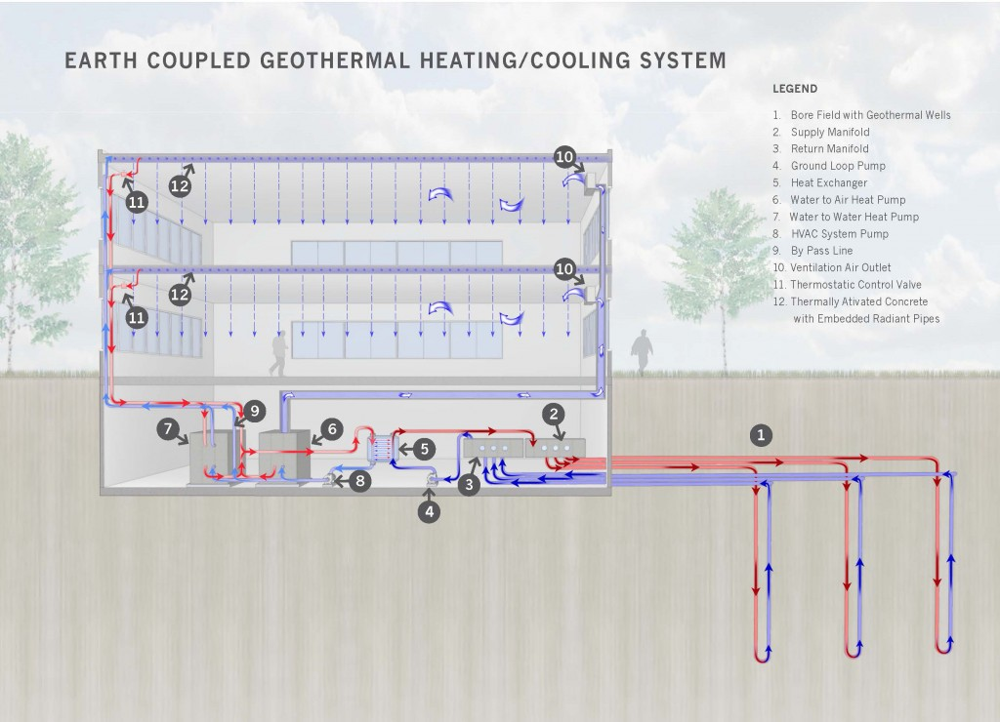 EARTH COUPLED GEOTHERMAL HEATING/COOLING SYSTEM
LEGEND
1. Bore Field with Geothermal Wells
2. Supply Manifold
3. Return Manifold
4. Ground Loop Pump
5. Heat Exchanger
6. Water to Air Heat Pump
7. Water to Water Heat Pump
8. HVAC System Pump
9. By Pass Line
10. Ventilation Air Outlet
11. Thermostatic Control Valve
12. Thermally Ativated Concrete
with Embedded Radiant Pipes
10
12
11
10
12
11
9
2
7
6
1
5
8
3
4